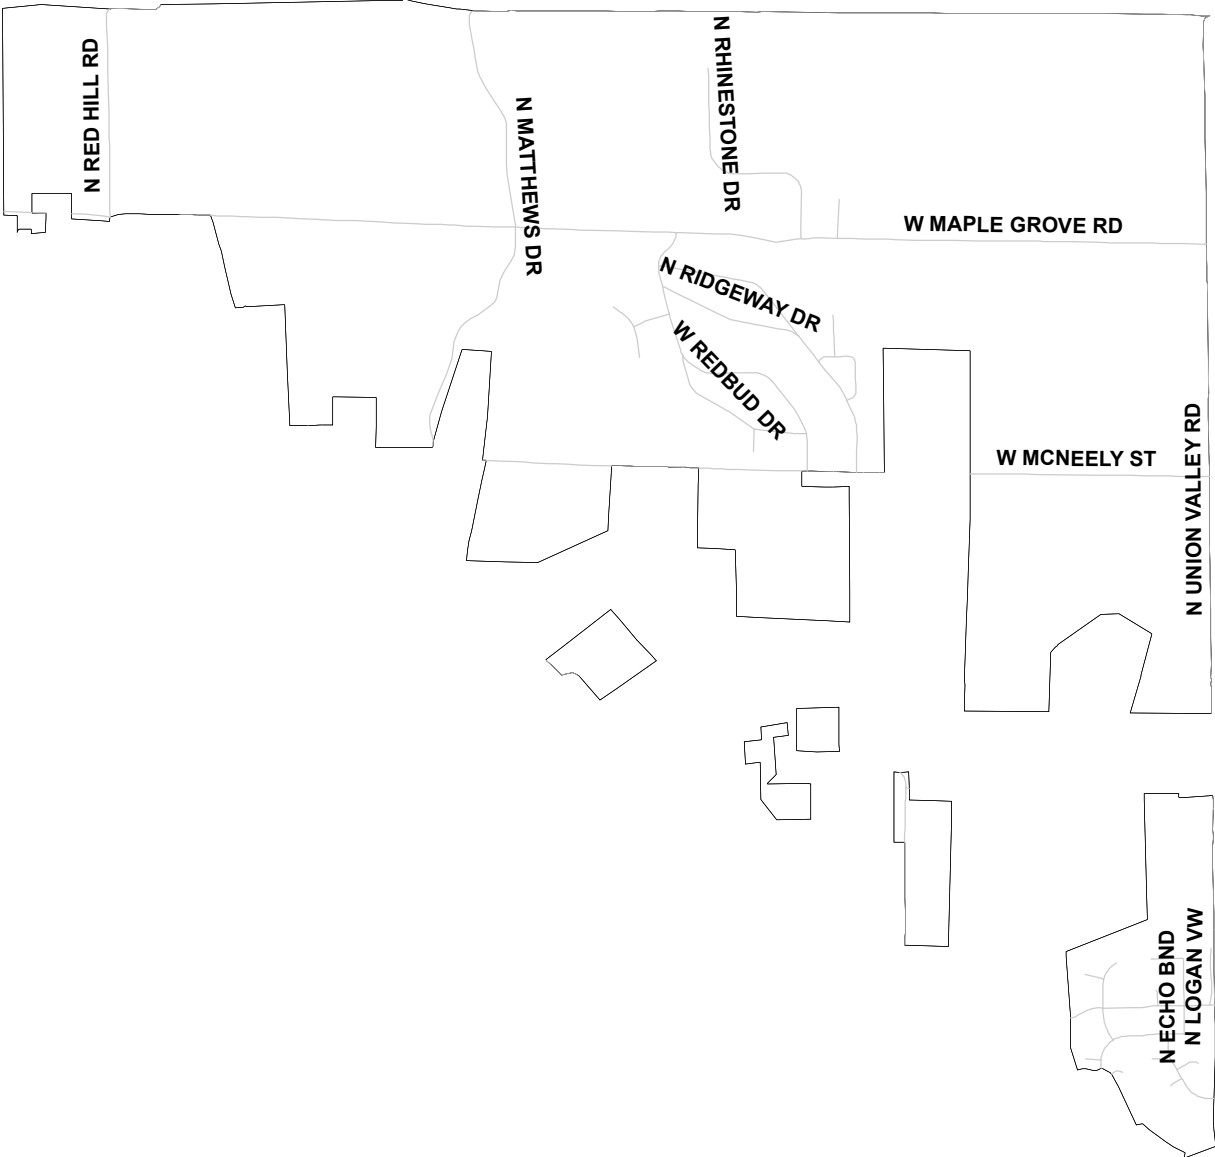 N RED HILL RD
N MATTHEWS DR
N RHINESTONE DR
W MAPLE GROVE RD
N RIDGEWAY DR
W REDBUD DR
W MCNEELY ST
N UNION VALLEY RD
N ECHO BND
N LOGAN VW